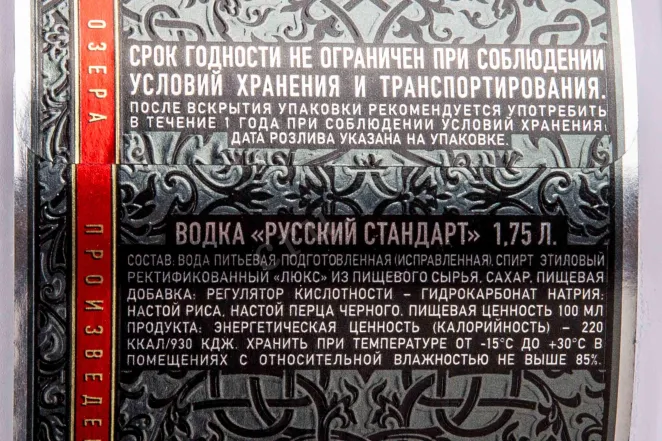 СРОК ГОДНОСТИ НЕ ОГРАНИЧЕН ПРИ СОБЛЮДЕНИИ
УСЛОВИЙ ХРАНЕНИЯ И ТРАНСПОРТИРОВАНИЯ.
ПОСЛЕ ВСКРЫТИЯ УПАКОВКИ РЕКОМЕНДУЕТСЯ УПОТРЕБИТЬ
В ТЕЧЕНИЕ 1 ГОДА ПРИ СОБЛЮДЕНИИ УСЛОВИЙ ХРАНЕНИЯ.
ДАТА РОЗЛИВА УКАЗАНА НА УПАКОВКЕ.
ВОДКА «РУССКИЙ СТАНДАРТ» 1,75 Л.
СОСТАВ: ВОДА ПИТЬЕВАЯ ПОДГОТОВЛЕННАЯ (ИСПРАВЛЕННАЯ), СПИРТ ЭТИЛОВЫЙ
РЕКТИФИКОВАННЫЙ «ЛЮКС» ИЗ ПИЩЕВОГО СЫРЬЯ, САХАР, ПИЩЕВАЯ
ДОБАВКА: РЕГУЛЯТОР КИСЛОТНОСТИ – ГИДРОКАРБОНАТ НАТРИЯ,
НАСТОЙ РИСА, НАСТОЙ ПЕРЦА ЧЕРНОГО. ПИЩЕВАЯ ЦЕННОСТЬ 100 МЛ
ПРОДУКТА: ЭНЕРГЕТИЧЕСКАЯ ЦЕННОСТЬ (КАЛОРИЙНОСТЬ) – 220
ККАЛ/930 КДЖ. ХРАНИТЬ ПРИ ТЕМПЕРАТУРЕ ОТ -15°С ДО +30°С В
ПОМЕЩЕНИЯХ С ОТНОСИТЕЛЬНОЙ ВЛАЖНОСТЬЮ НЕ ВЫШЕ 85%.
ОЗЕРА
ПРОИЗВЕДЕН